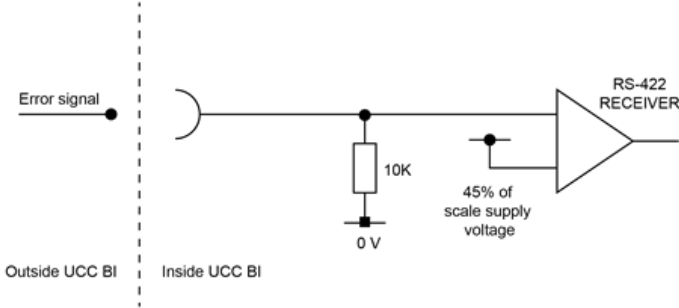 Error signal
RS-422
RECEIVER
10K
45% of
scale supply
voltage
0 V
Outside UCC BI
Inside UCC BI